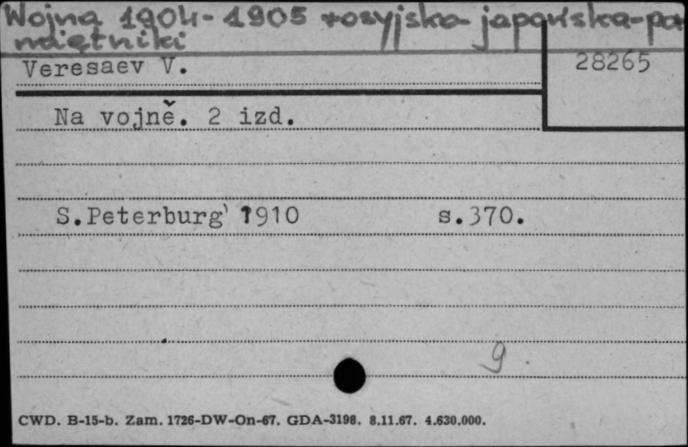 Wojna 1904-1905 rosyjsko-japońska-pa
miętniki
Veresaev V.
28265
Na vojně. 2 izd.
S.Peterburg' 1910 s.370.
9
CWD. B-15-b. Zam. 1726-DW-On-67. GDA-3198. 8.11.67. 4.630.000.